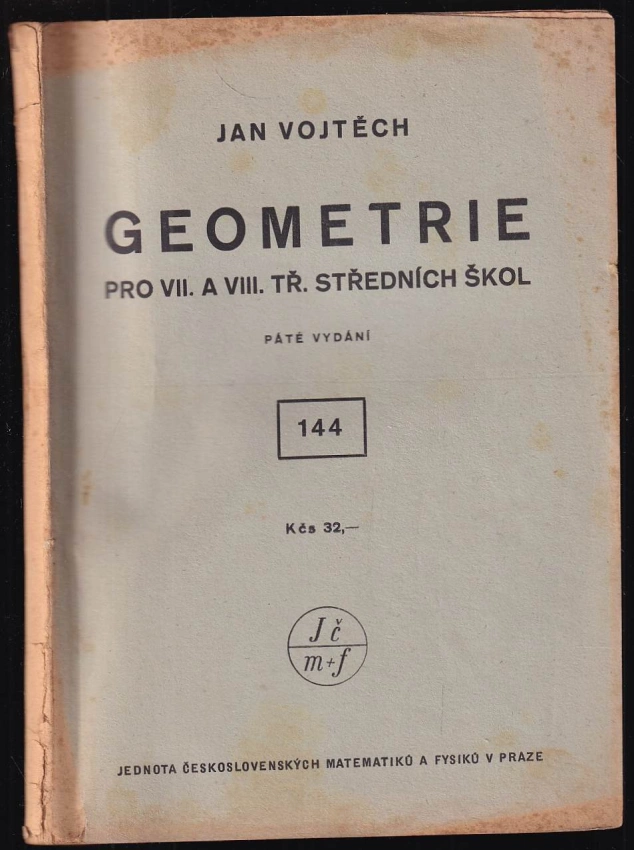 JAN VOJTĚCH
GEOMETRIE
PRO VII. A VIII. TŘ. STŘEDNÍCH ŠKOL
PÁTÉ VYDÁNÍ
144
Kčs 32,—
Jč
m+f
JEDNOTA ČESKOSLOVENSKÝCH MATEMATIKŮ A FYSIKŮ V PRAZE